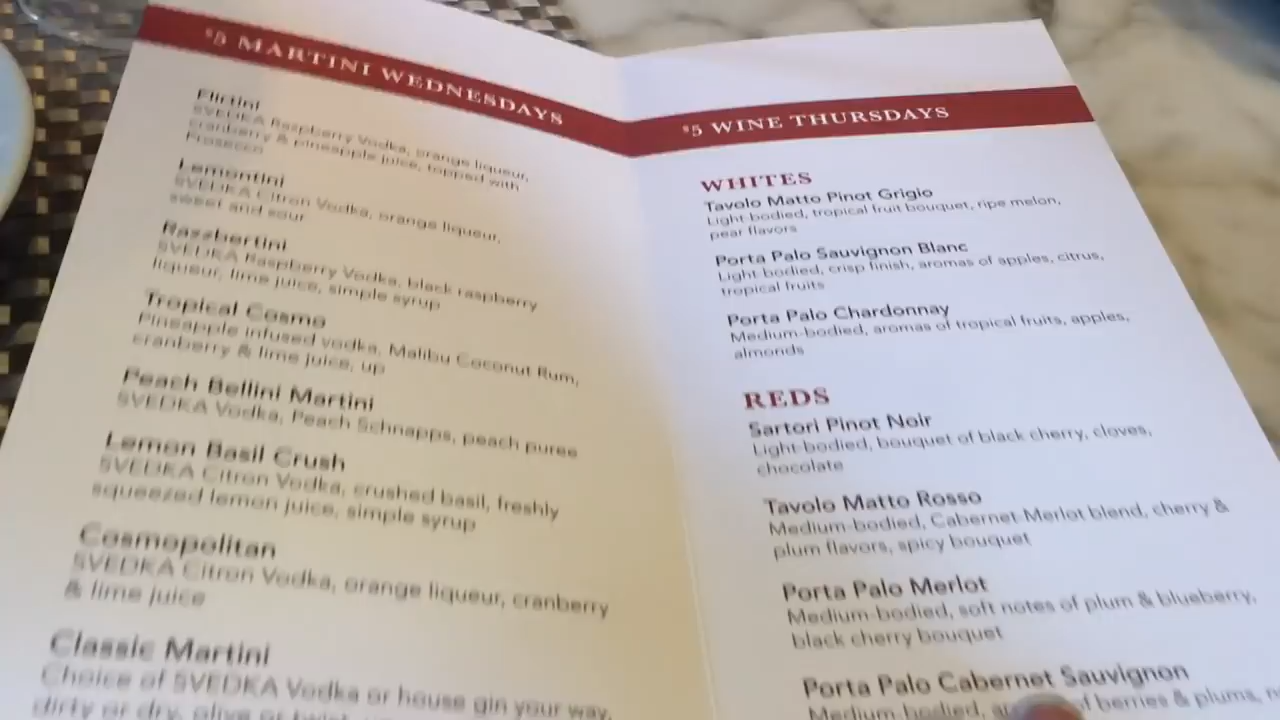 $5 MARTINI WEDNESDAYS
Flirtini
SVEDKA Raspberry Vodka, orange liqueur,
cranberry & pineapple juice, topped with
Prosecco
Lemontini
SVEDKA Citron Vodka, orange liqueur,
sweet and sour
Razzbertini
SVEDKA Raspberry Vodka, black raspberry
liqueur, lime juice, simple syrup
Tropical Cosmo
Pineapple infused vodka, Malibu Coconut Rum,
cranberry & lime juice, up
Peach Bellini Martini
SVEDKA Vodka, Peach Schnapps, peach puree
Lemon Basil Crush
SVEDKA Citron Vodka, crushed basil, freshly
squeezed lemon juice, simple syrup
Cosmopolitan
SVEDKA Citron Vodka, orange liqueur, cranberry
& lime juice
Classic Martini
Choice of SVEDKA Vodka or house gin your way,
dirty or dry, olive or twist,
$5 WINE THURSDAYS
WHITES
Tavolo Matto Pinot Grigio
Light-bodied, tropical fruit bouquet, ripe melon,
pear flavors
Porta Palo Sauvignon Blanc
Light-bodied, crisp finish, aromas of apples, citrus,
tropical fruits
Porta Palo Chardonnay
Medium-bodied, aromas of tropical fruits, apples,
almonds
REDS
Sartori Pinot Noir
Light-bodied, bouquet of black cherry, cloves,
chocolate
Tavolo Matto Rosso
Medium-bodied, Cabernet-Merlot blend, cherry &
plum flavors, spicy bouquet
Porta Palo Merlot
Medium-bodied, soft notes of plum & blueberry,
black cherry bouquet
Porta Palo Cabernet Sauvignon
Medium-bodied, of berries & plums,